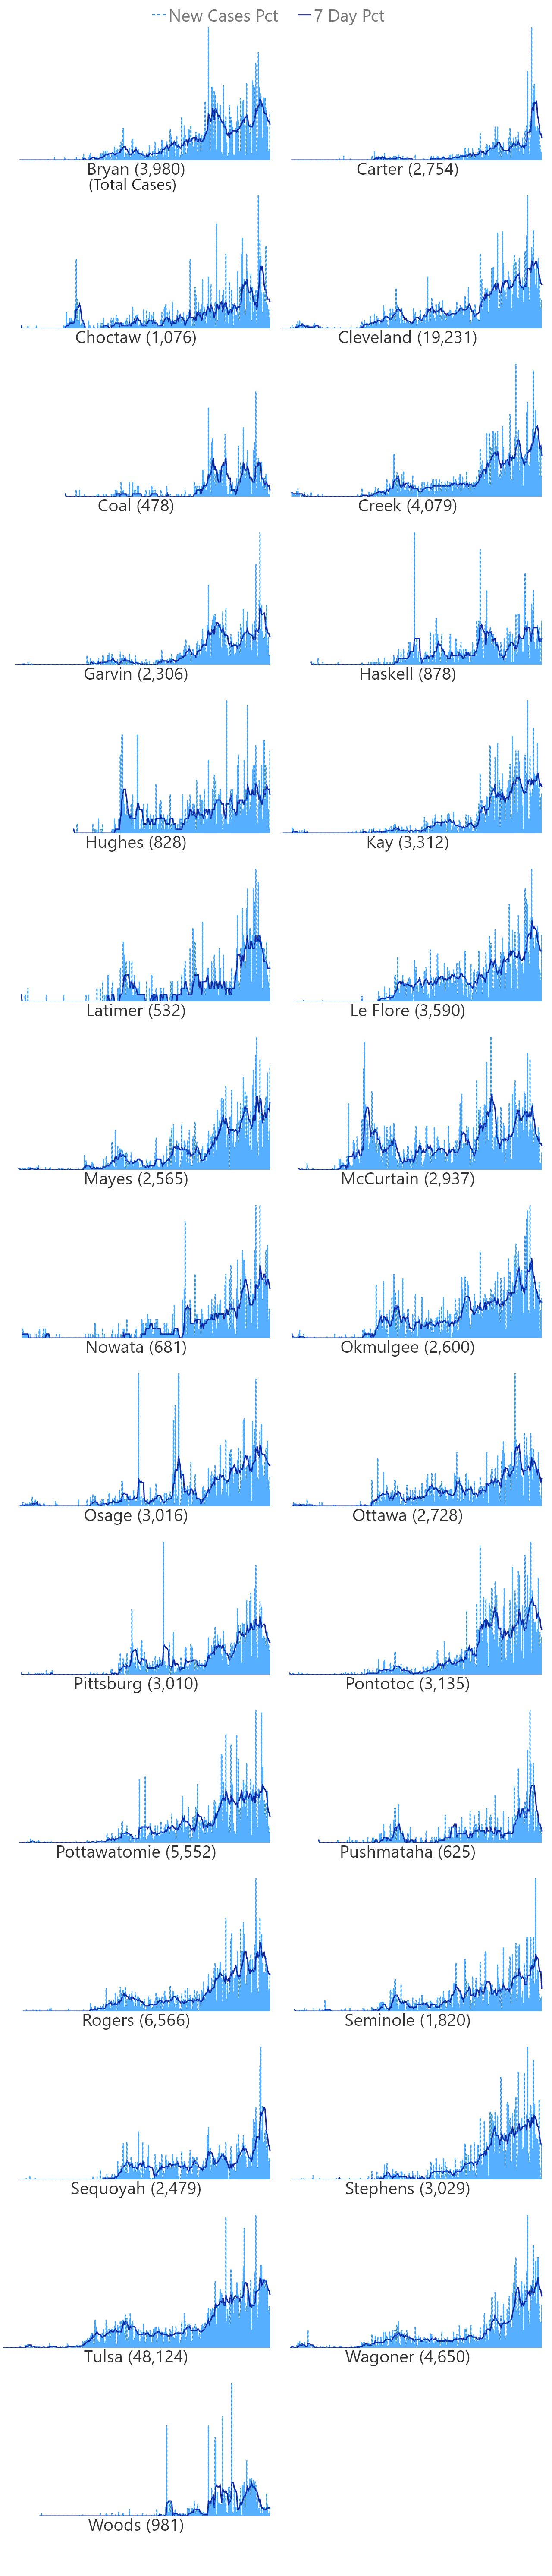 New Cases Pct 7 Day Pct
Bryan (3,980) Carter (2,754)
(Total Cases)
Choctaw (1,076) Cleveland (19,231)
Coal (478) Creek (4,079)
Garvin (2,306) Haskell (878)
Hughes (828) Kay (3,312)
Latimer (532) Le Flore (3,590)
Mayes (2,565) McCurtain (2,937)
Nowata (681) Okmulgee (2,600)
Osage (3,016) Ottawa (2,728)
Pittsburg (3,010) Pontotoc (3,135)
Pottawatomie (5,552) Pushmataha (625)
Rogers (6,566) Seminole (1,820)
Sequoyah (2,479) Stephens (3,029)
Tulsa (48,124) Wagoner (4,650)
Woods (981)